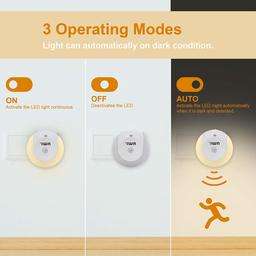 3 Operating Modes
Light can automatically on dark condition.
ON
Activate the LED light continuous
OFF
Deactivates the LED
AUTO
Activate the LED night automatically
when it is dark and detected.